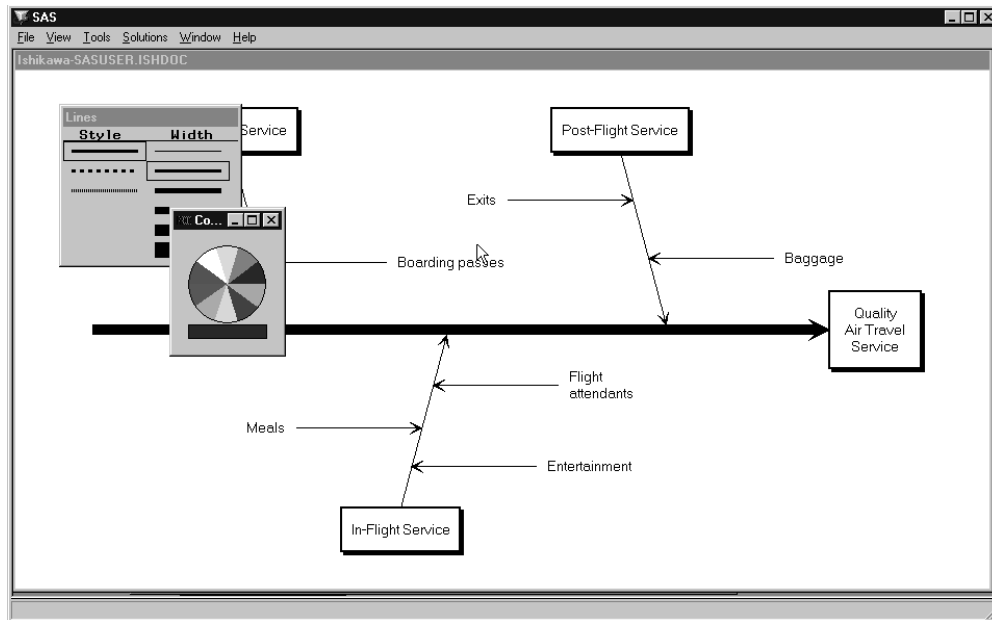 SAS
File View Tools Solutions Window Help
Ishikawa-SASUSER.ISHDOC
Lines
Style Width
Service
Post-Flight Service
Exits
Co...
Boarding passes
Baggage
Quality
Air Travel
Service
Flight
attendants
Meals
Entertainment
In-Flight Service